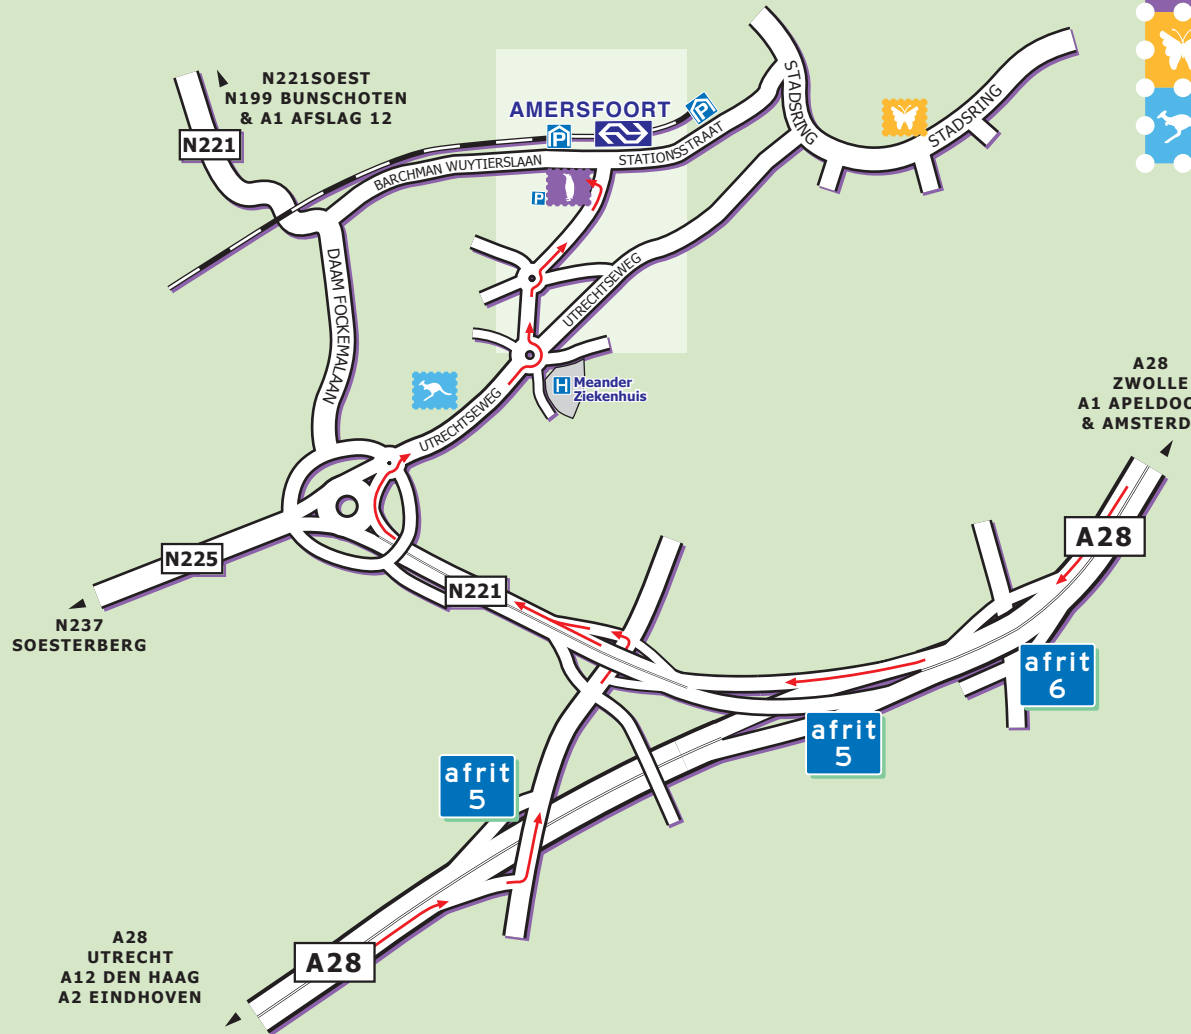 N221 SOEST
N199 BUNSCHOTEN
& A1 AFSLAG 12
N221
AMERSFOORT
P
P
STADSRING
STADSRING
STATIONSSTRAAT
BARCHMAN WUYTIERSLAAN
P
DAAM FOCKEMALAAN
UTRECHTSEWEG
H
Meander
Ziekenhuis
UTRECHTSEWEG
A28
ZWOLLE
A1 APELDOO
& AMSTERD
A28
N225
N221
N237
SOESTERBERG
afrit
6
afrit
5
afrit
5
A28
A28
UTRECHT
A12 DEN HAAG
A2 EINDHOVEN